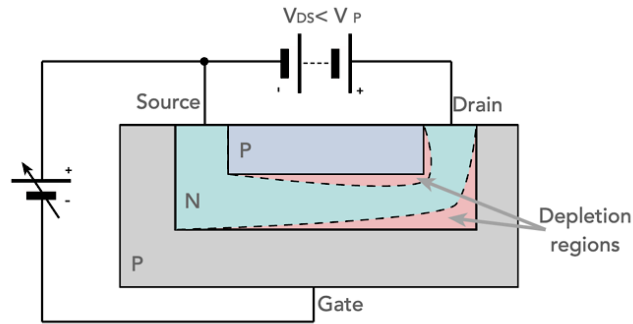 VDS< V P
- +
Source
Drain
P
+
-
N
Depletion
regions
P
Gate